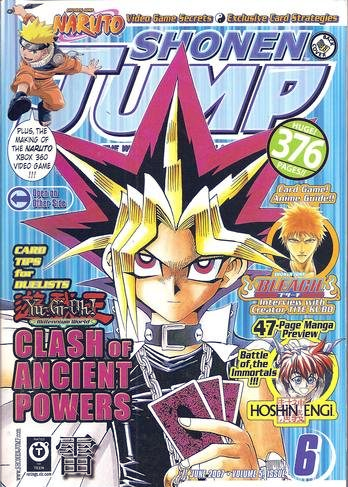 NARUTO
Video Game Secrets Exclusive Card Strategies
SHONEN
JUMP
HUGE!
376
PAGES!!
PLUS, THE
MAKING OF
THE NARUTO
XBOX 360
VIDEO GAME
!!!
Open on
Other Side
Card Game!
Anime Guide!!
CARD
TIPS
for
DUELISTS
BLEACH
Interview with
Creator TITE KUBO
Yu-Gi-Oh!
Millennium World
CLASH OF
ANCIENT
POWERS
47-Page Manga
Preview
Battle
of the
Immortals
!!!
HOSHIN ENGI
T
TEEN
雷
6
JUNE 2007 • VOLUME 5, ISSUE